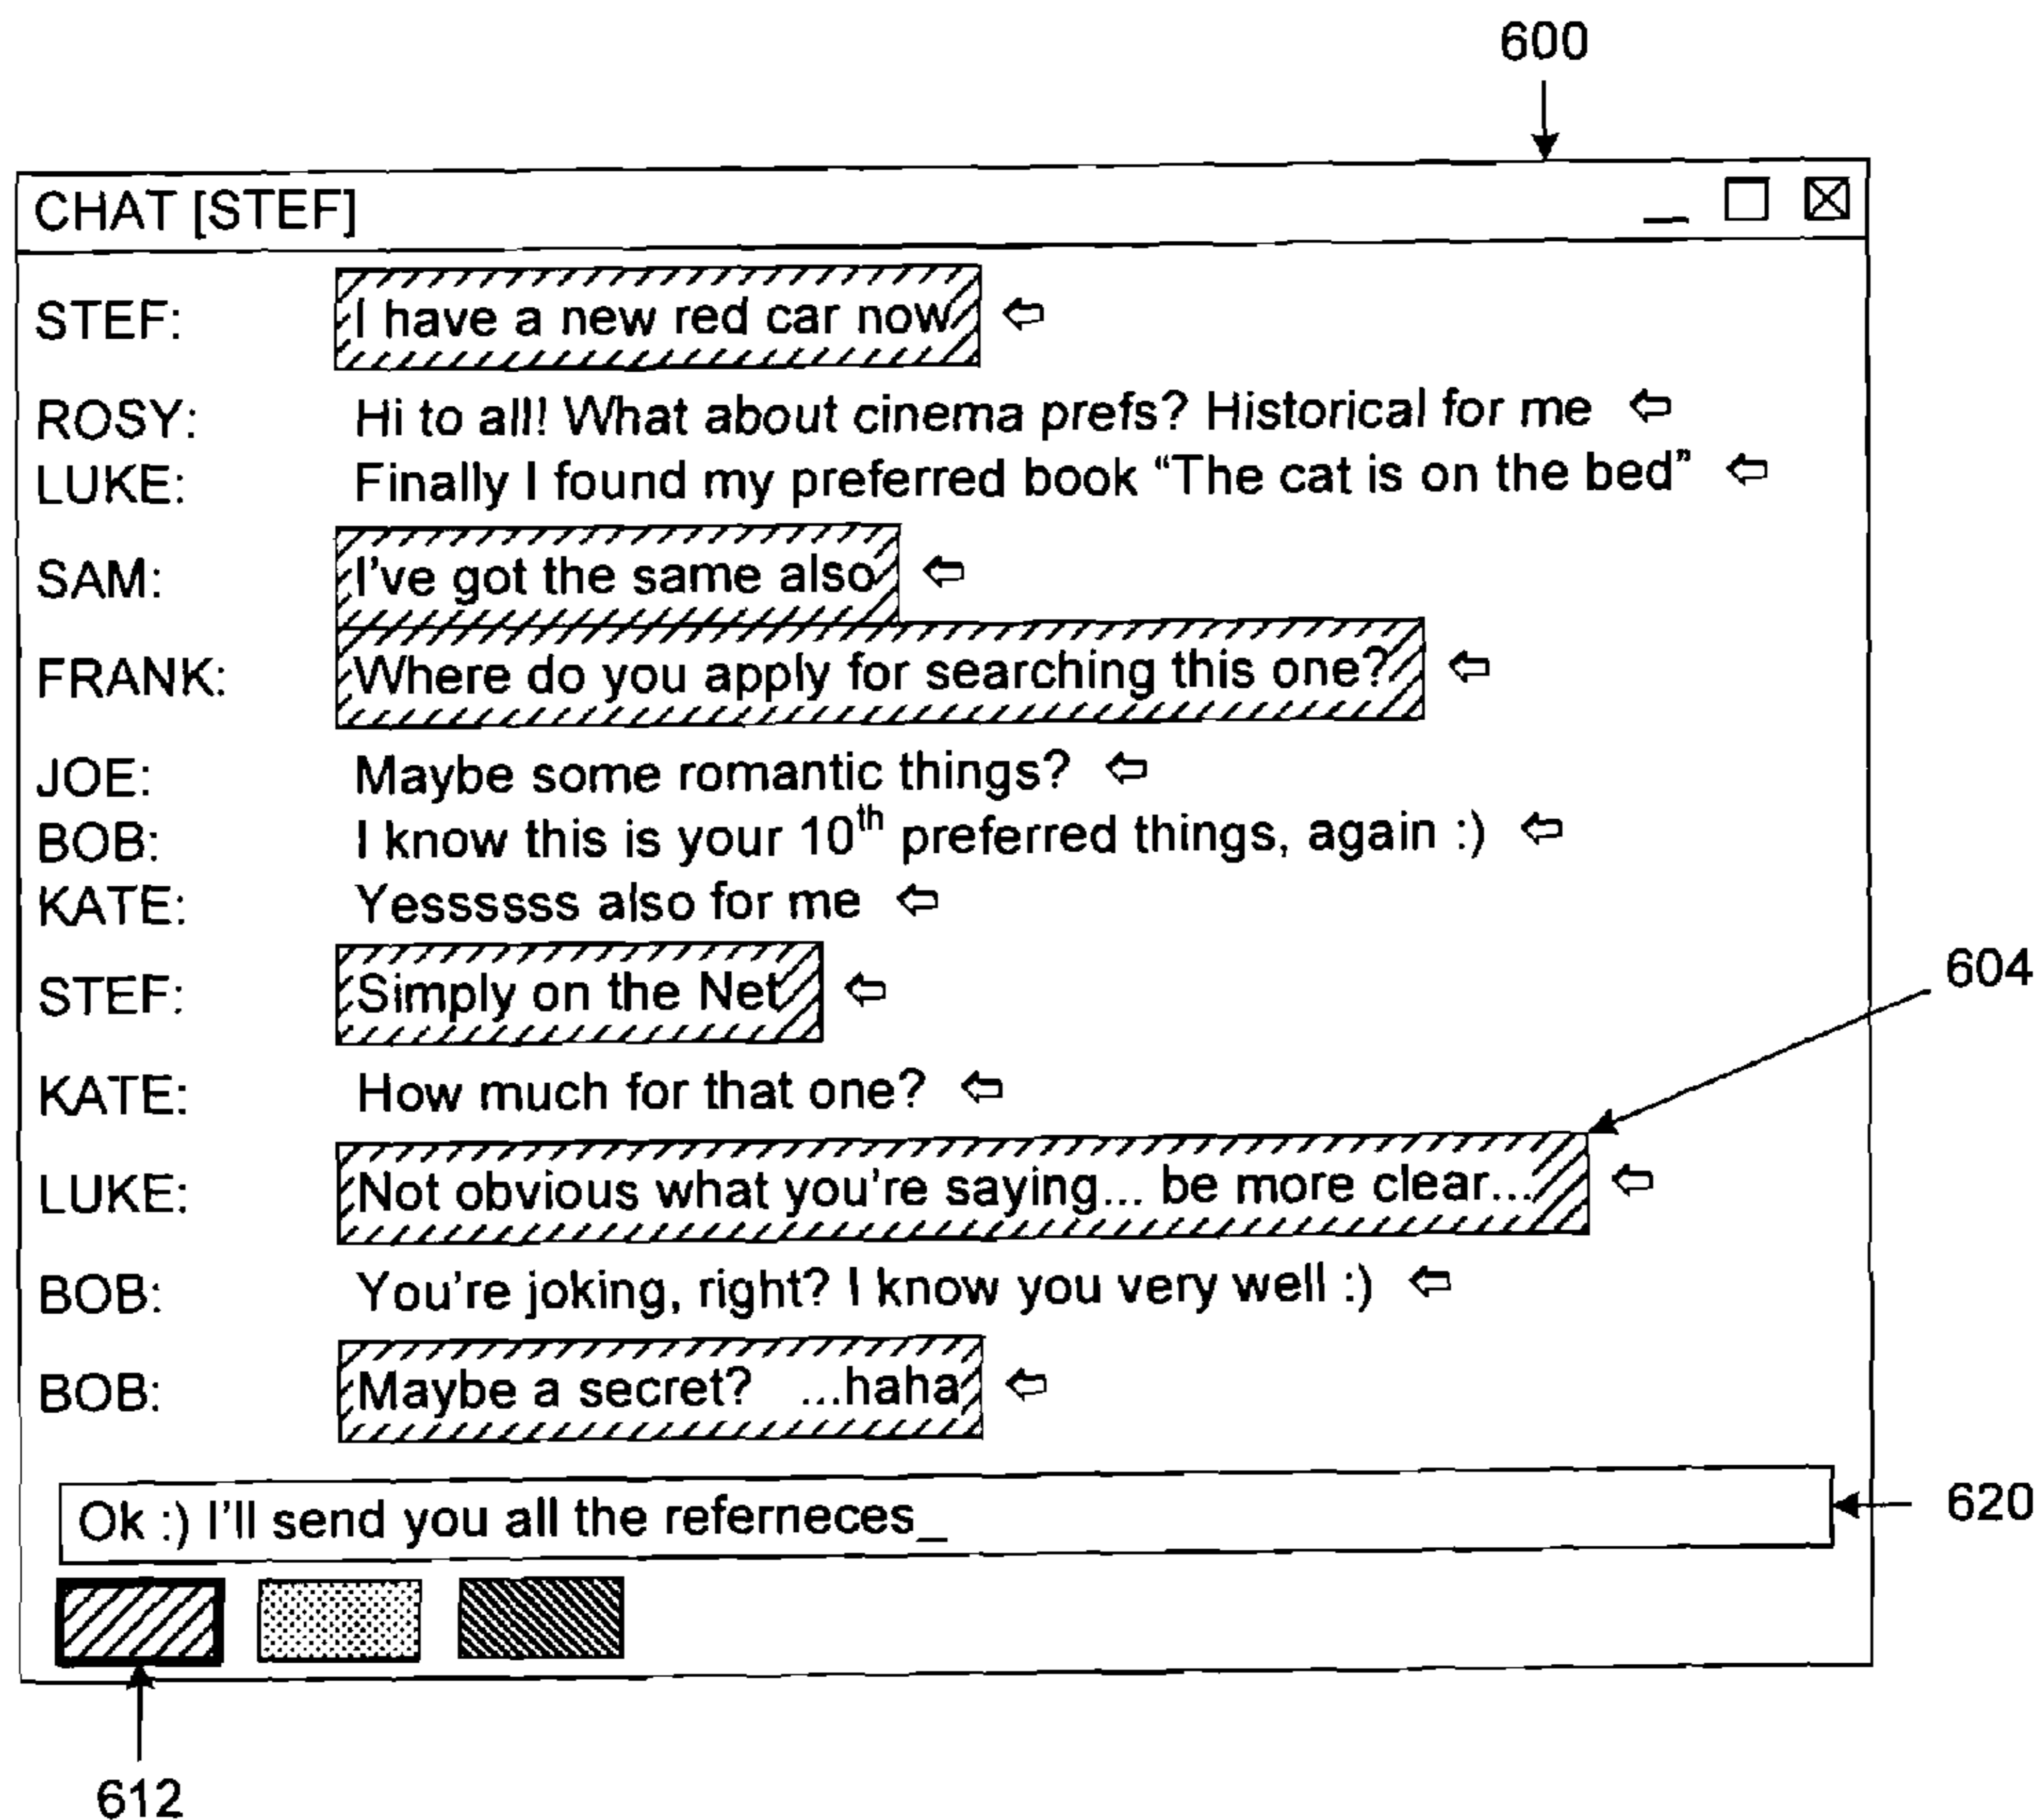 600
CHAT [STEF]
STEF: I have a new red car now
ROSY: Hi to all! What about cinema prefs? Historical for me
LUKE: Finally I found my preferred book “The cat is on the bed”
SAM: I've got the same also
FRANK: Where do you apply for searching this one?
JOE: Maybe some romantic things?
BOB: I know this is your 10th preferred things, again :)
KATE: Yessssss also for me
604
STEF: Simply on the Net
KATE: How much for that one?
LUKE: Not obvious what you're saying... be more clear...
BOB: You're joking, right? I know you very well :)
BOB: Maybe a secret? ...haha
Ok :) I'll send you all the referneces_
620
612